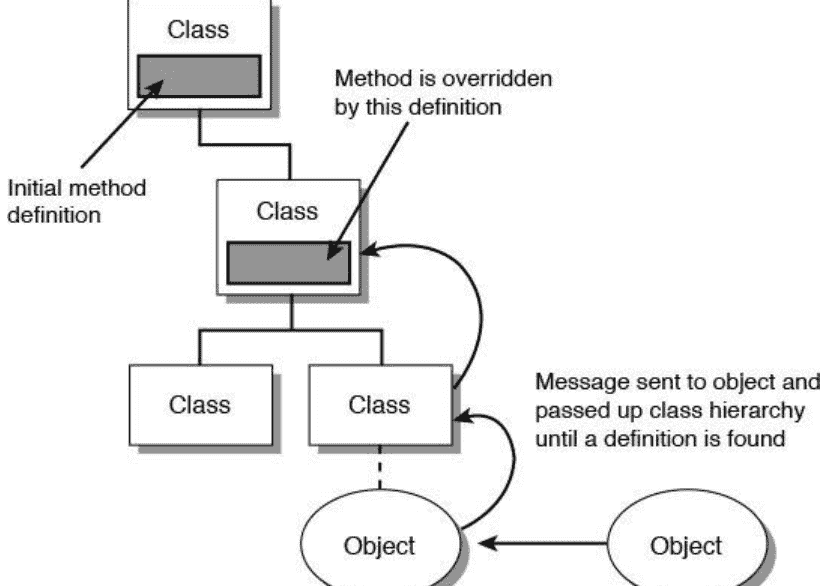 Class
Method is overridden
by this definition
Initial method
definition
Class
Class
Class
Message sent to object and
passed up class hierarchy
until a definition is found
Object
Object